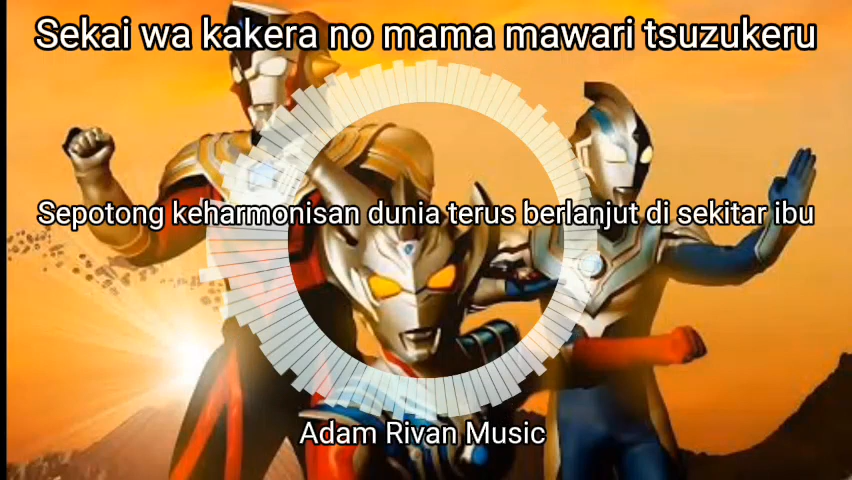 Sekai wa kakera no mama mawari tsuzukeru
Sepotong keharmonisan dunia terus berlanjut di sekitar ibu
Adam Rivan Music